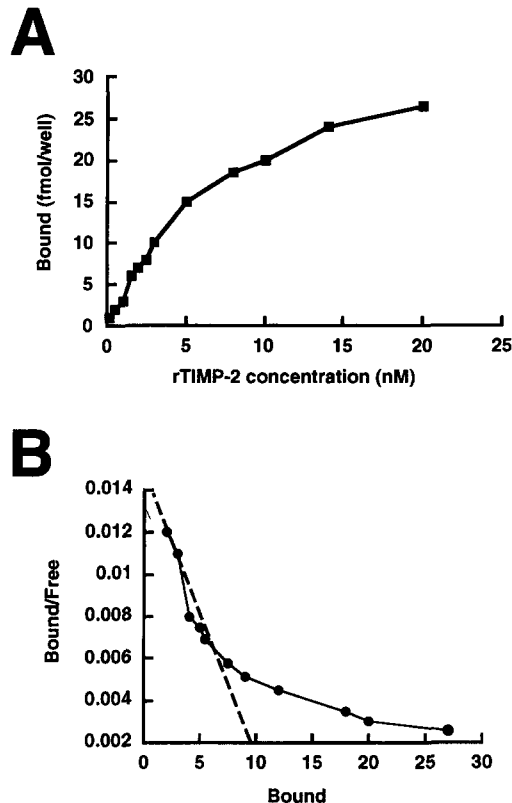 A
30
25
20
15
10
5
0
Bound (fmol/well)
0 5 10 15 20 25
rTIMP-2 concentration (nM)
B
0.014
0.012
0.01
0.008
0.006
0.004
0.002
Bound/Free
0 5 10 15 20 25 30
Bound